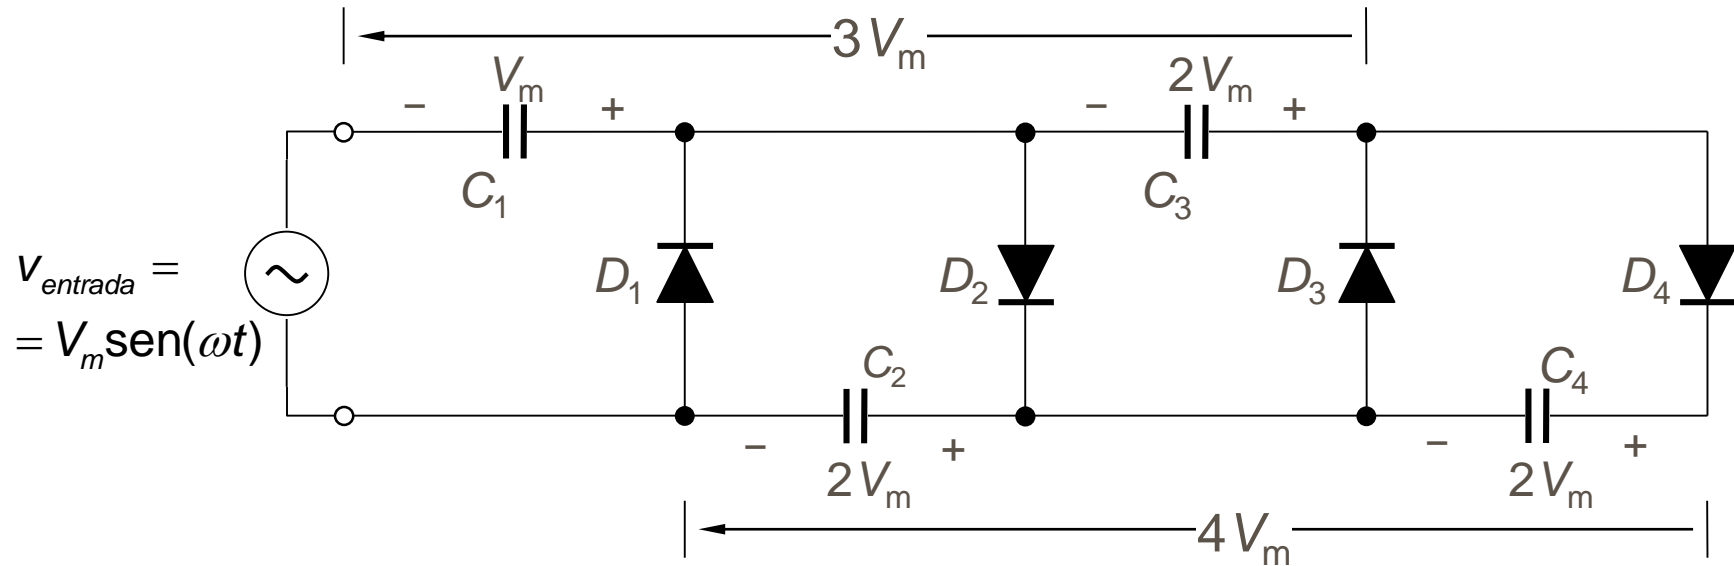 3Vm
Vm
2Vm
− + − +
C1
C3
ventrada =
= Vmsen(ωt)
D1
D2
D3
D4
C2
C4
− + − +
2Vm
2Vm
4Vm